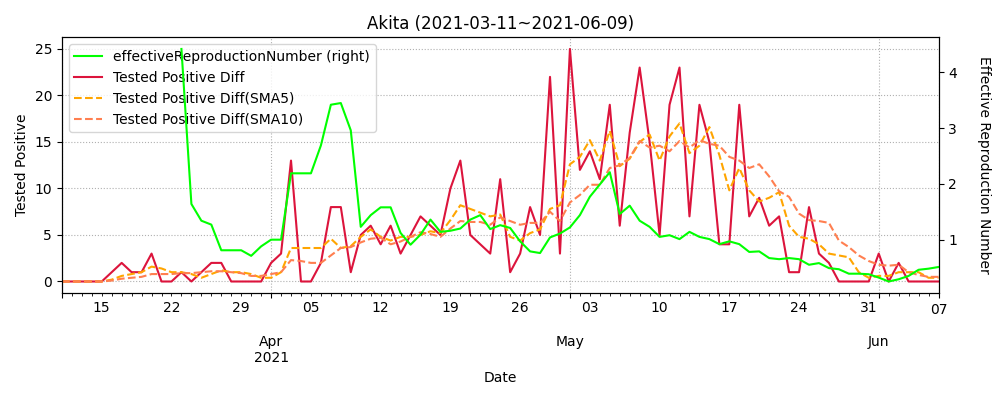 Akita (2021-03-11~2021-06-09)
effectiveReproductionNumber (right)
Tested Positive Diff
Tested Positive Diff(SMA5)
Tested Positive Diff(SMA10)
Tested Positive
25
20
15
10
5
0
4
3
2
1
Effective Reproduction Number
15 22 29 05 12 19 26 03 10 17 24 31 07
Apr May Jun
2021
Date